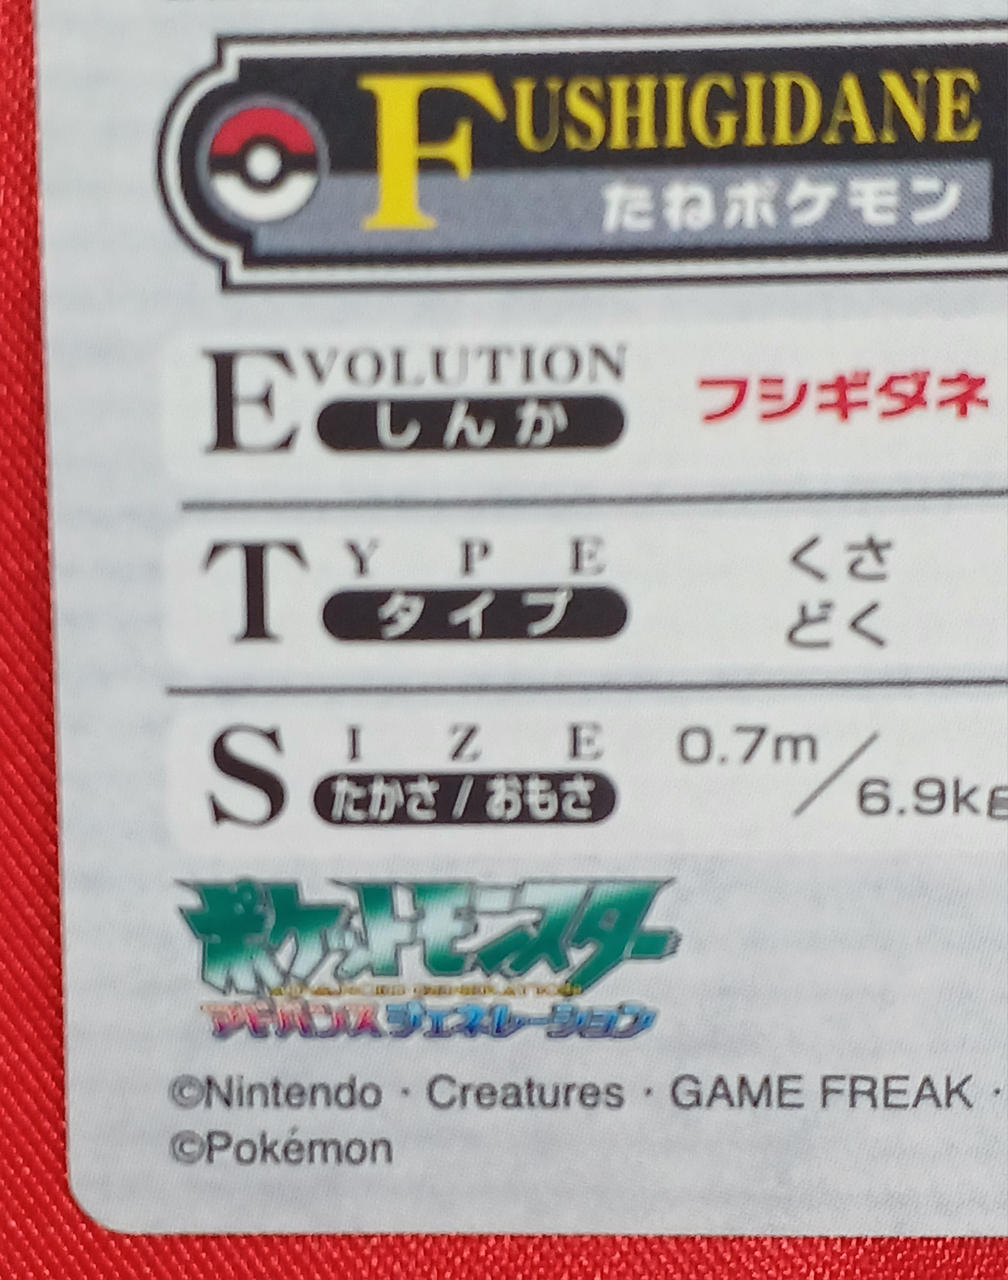 FUSHIGIDANE
たねポケモン
EVOLUTION
しんか
フシギダネ
TYPE
タイプ
くさ
どく
SIZE
たかさ/おもさ
0.7m/
6.9kg
ポケットモンスター
ADVANCED GENERATION
アドバンスジェネレーション
©Nintendo・Creatures・GAME FREAK・
©Pokémon